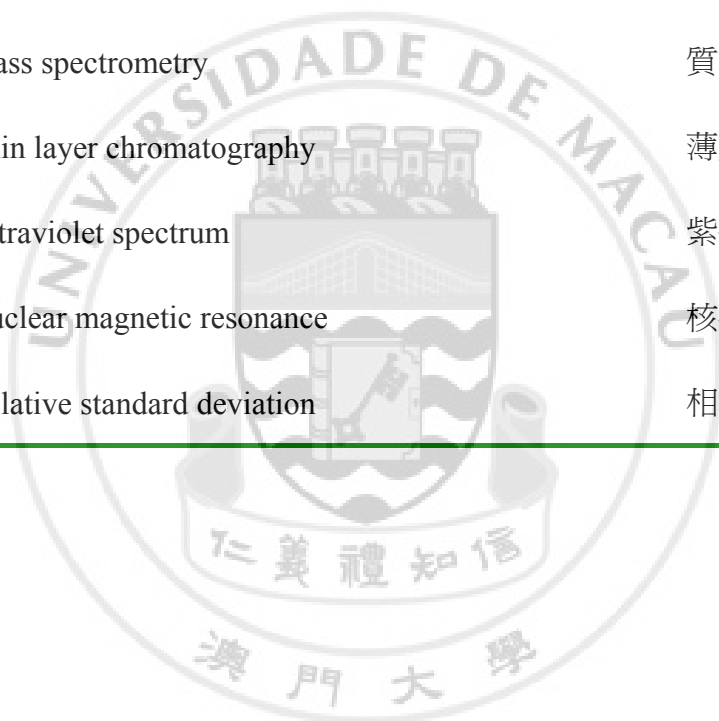 ass spectrometry 質
in layer chromatography 薄
traviolet spectrum 紫
uclear magnetic resonance 核
lative standard deviation 相
UNIVERSIDADE DE MACAU
仁義禮知信
澳門大學